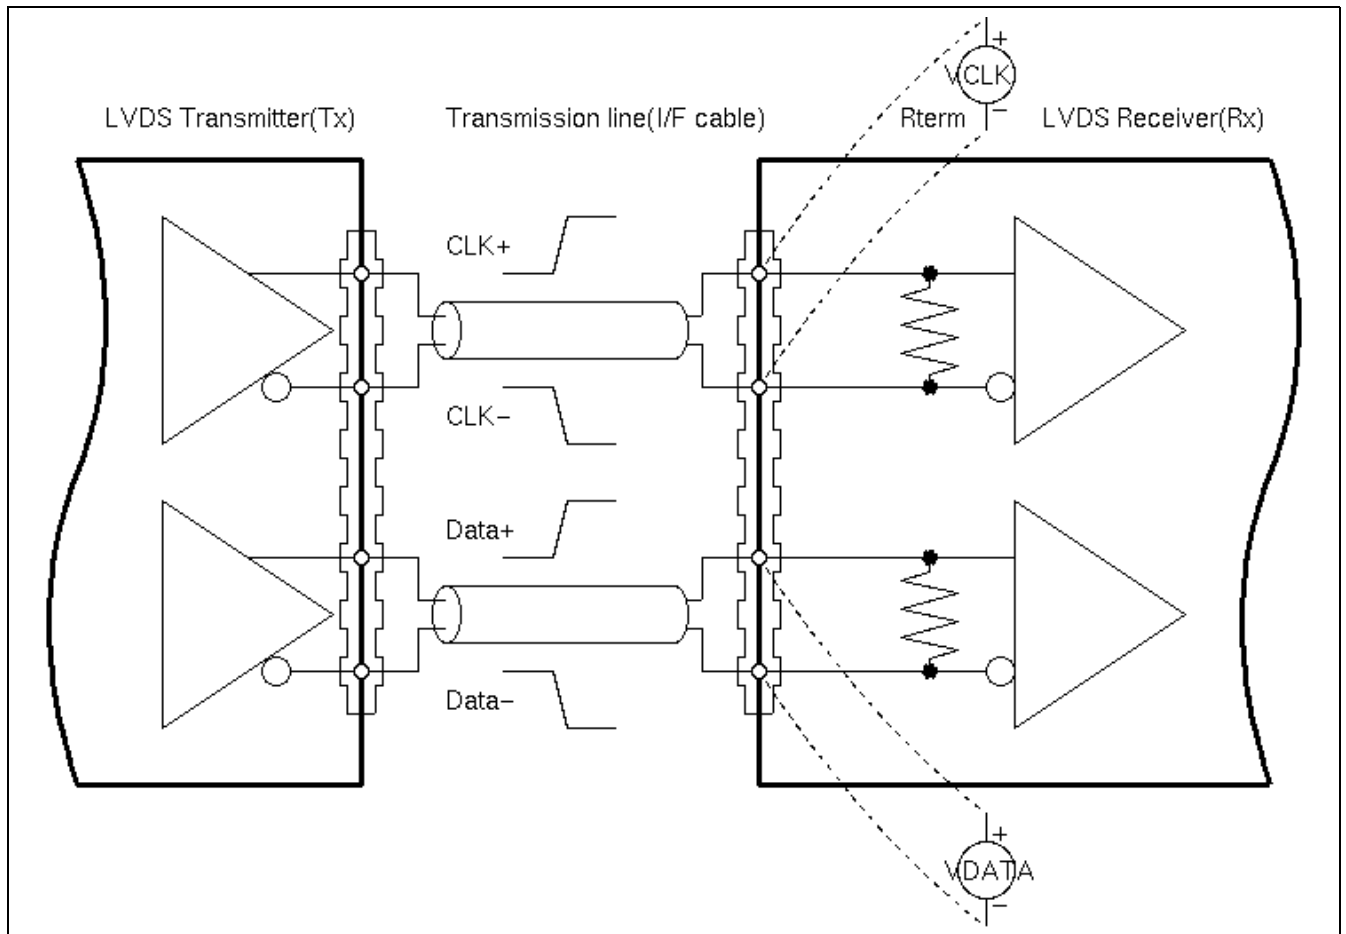 +
VCLK
−
LVDS Transmitter(Tx)
Transmission line(I/F cable)
Rterm
LVDS Receiver(Rx)
CLK+
CLK−
Data+
Data−
+
VDATA
−